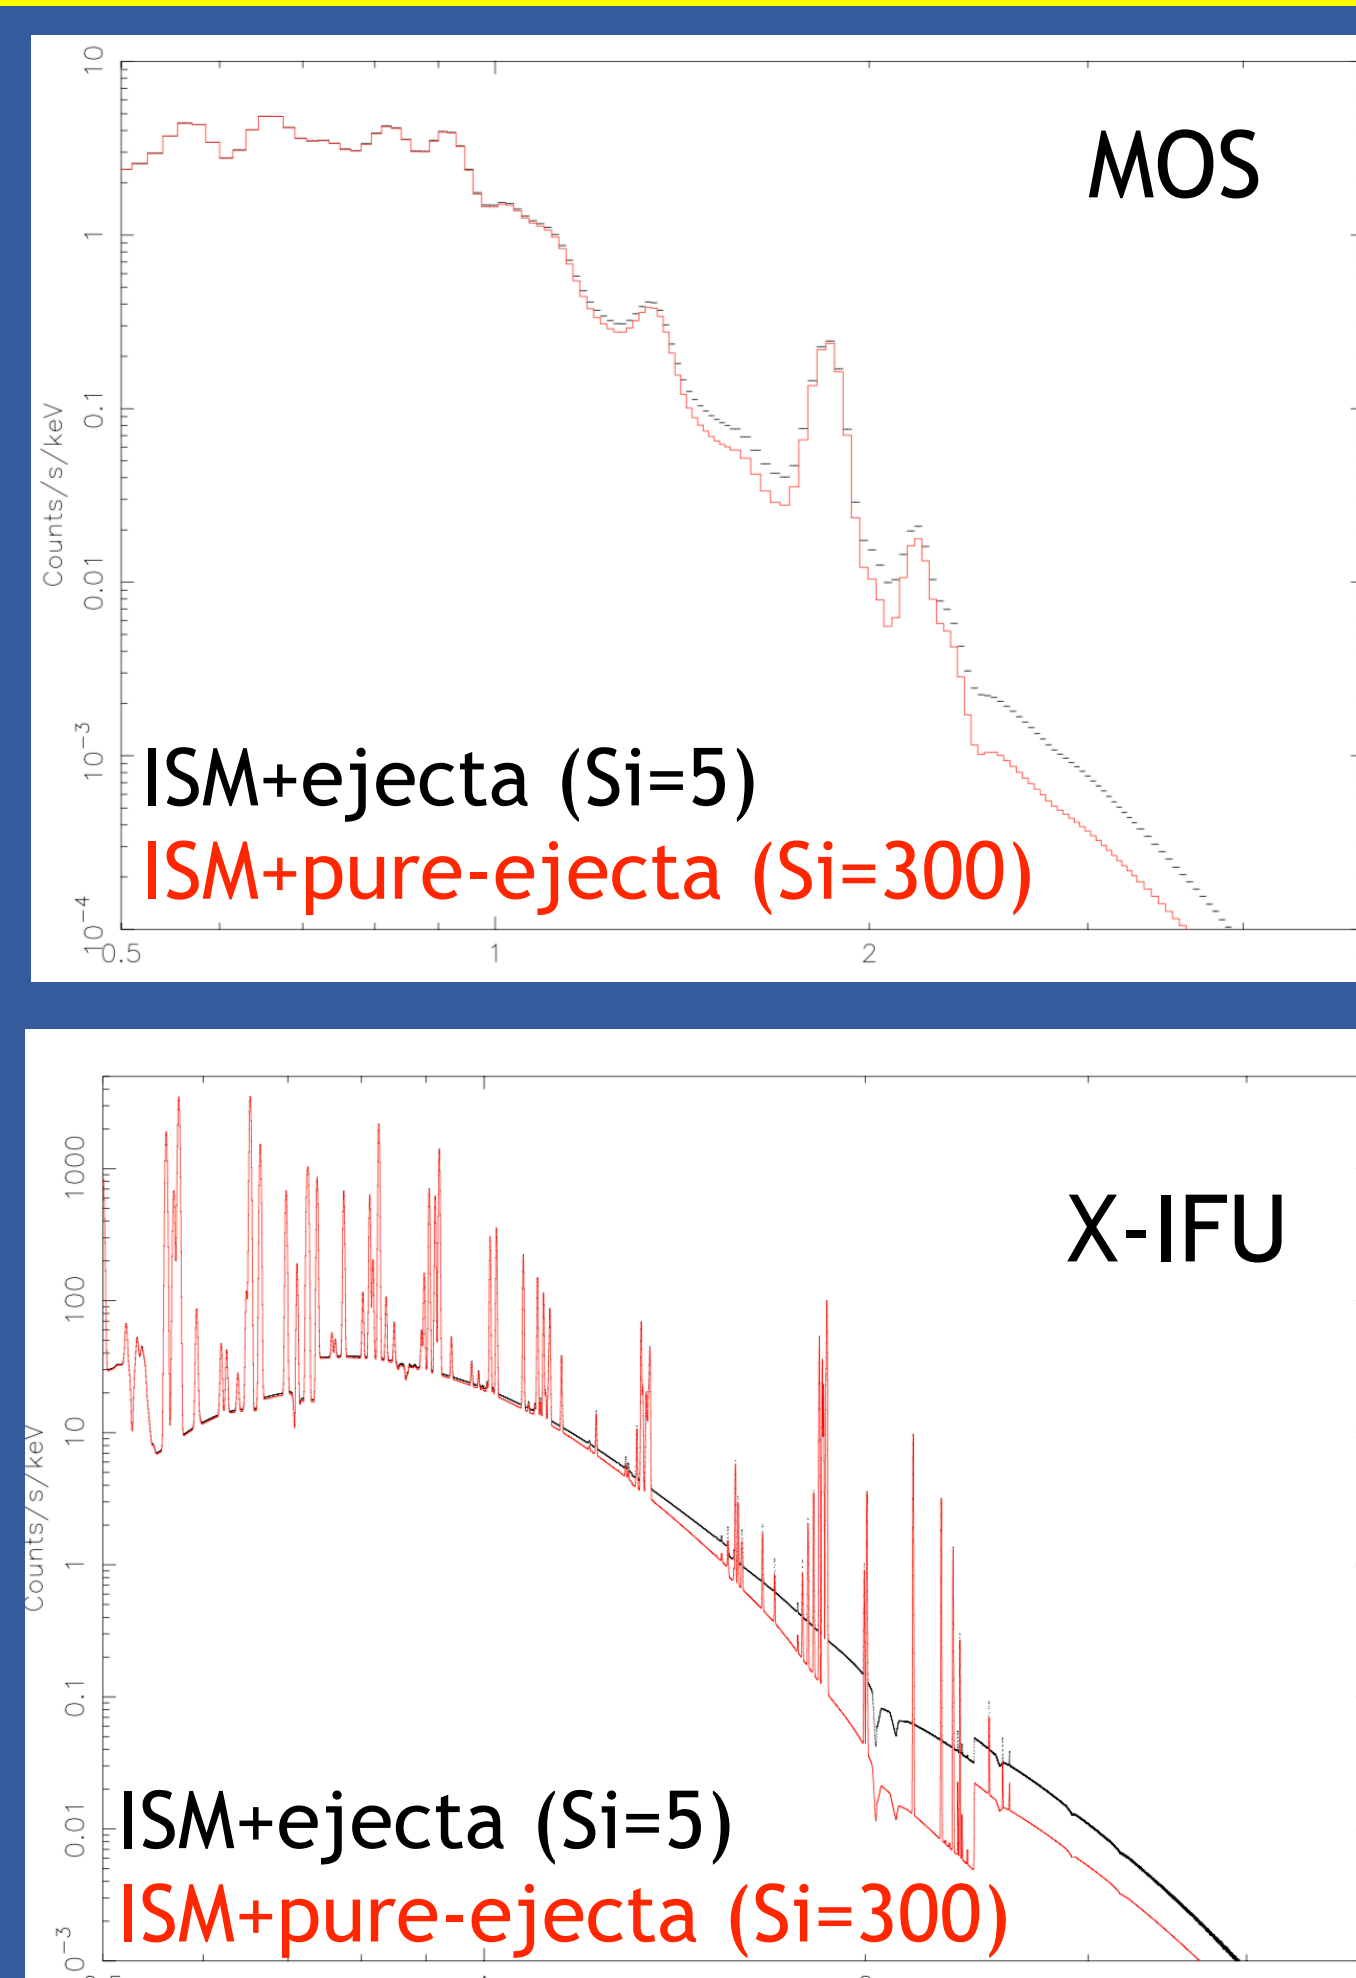 MOS
10
1
0.1
0.01
10−3
10−4
Counts/s/keV
ISM+ejecta (Si=5)
ISM+pure-ejecta (Si=300)
0.5
1
2
X-IFU
1000
100
10
1
0.1
0.01
Counts/s/keV
ISM+ejecta (Si=5)
ISM+pure-ejecta (Si=300)